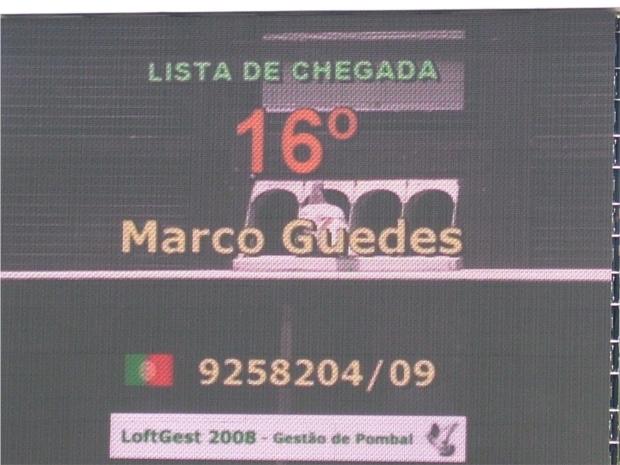 LISTA DE CHEGADA
16º
Marco Guedes
9258204/09
LoftGest 2008 - Gestão de Pombal